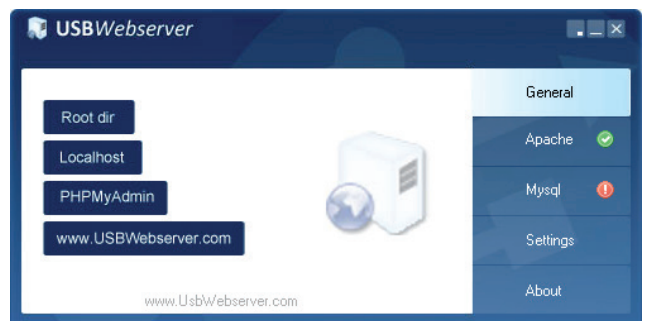 USBWebserver
General
Root dir
Apache
Localhost
PHPMyAdmin
Mysql
www.USBWebserver.com
Settings
About
www.UsbWebserver.com